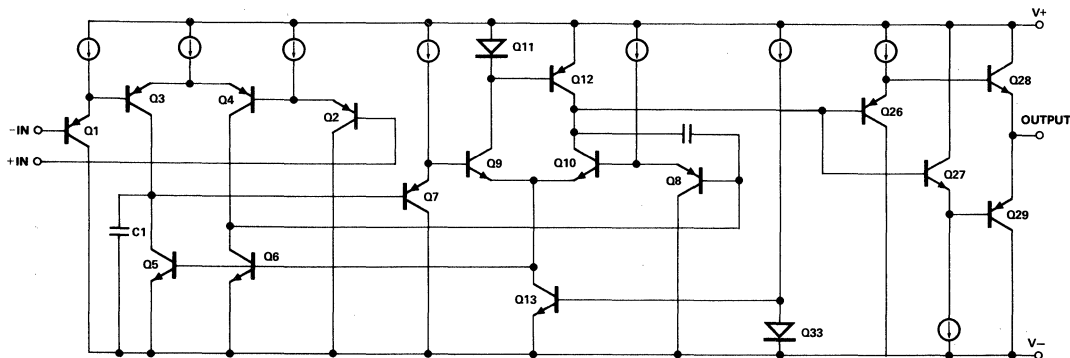 V+
Q11
Q12
Q3
Q4
Q26
Q28
-IN
Q1
Q2
OUTPUT
+IN
Q9
Q10
Q8
Q27
Q7
Q29
C1
Q5
Q6
Q13
Q33
V-